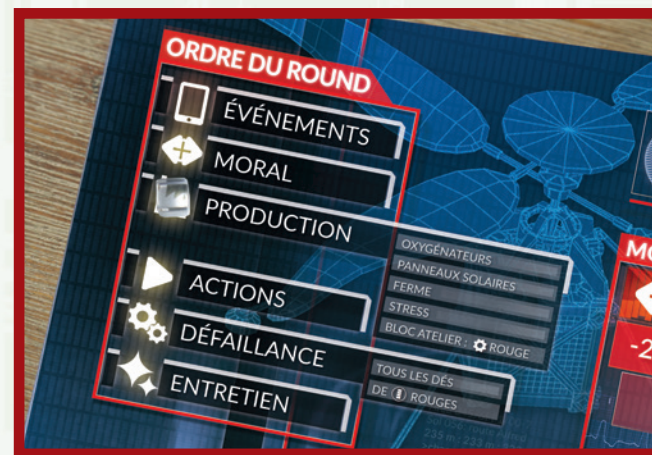 ORDRE DU ROUND
ÉVÉNEMENTS
MORAL
PRODUCTION
OXYGÉNATEURS
PANNEAUX SOLAIRES
FERME
STRESS
BLOC ATELIER : ROUGE
ACTIONS
DÉFAILLANCE
TOUS LES DÉS
DE ROUGES
ENTRETIEN
MO
-2